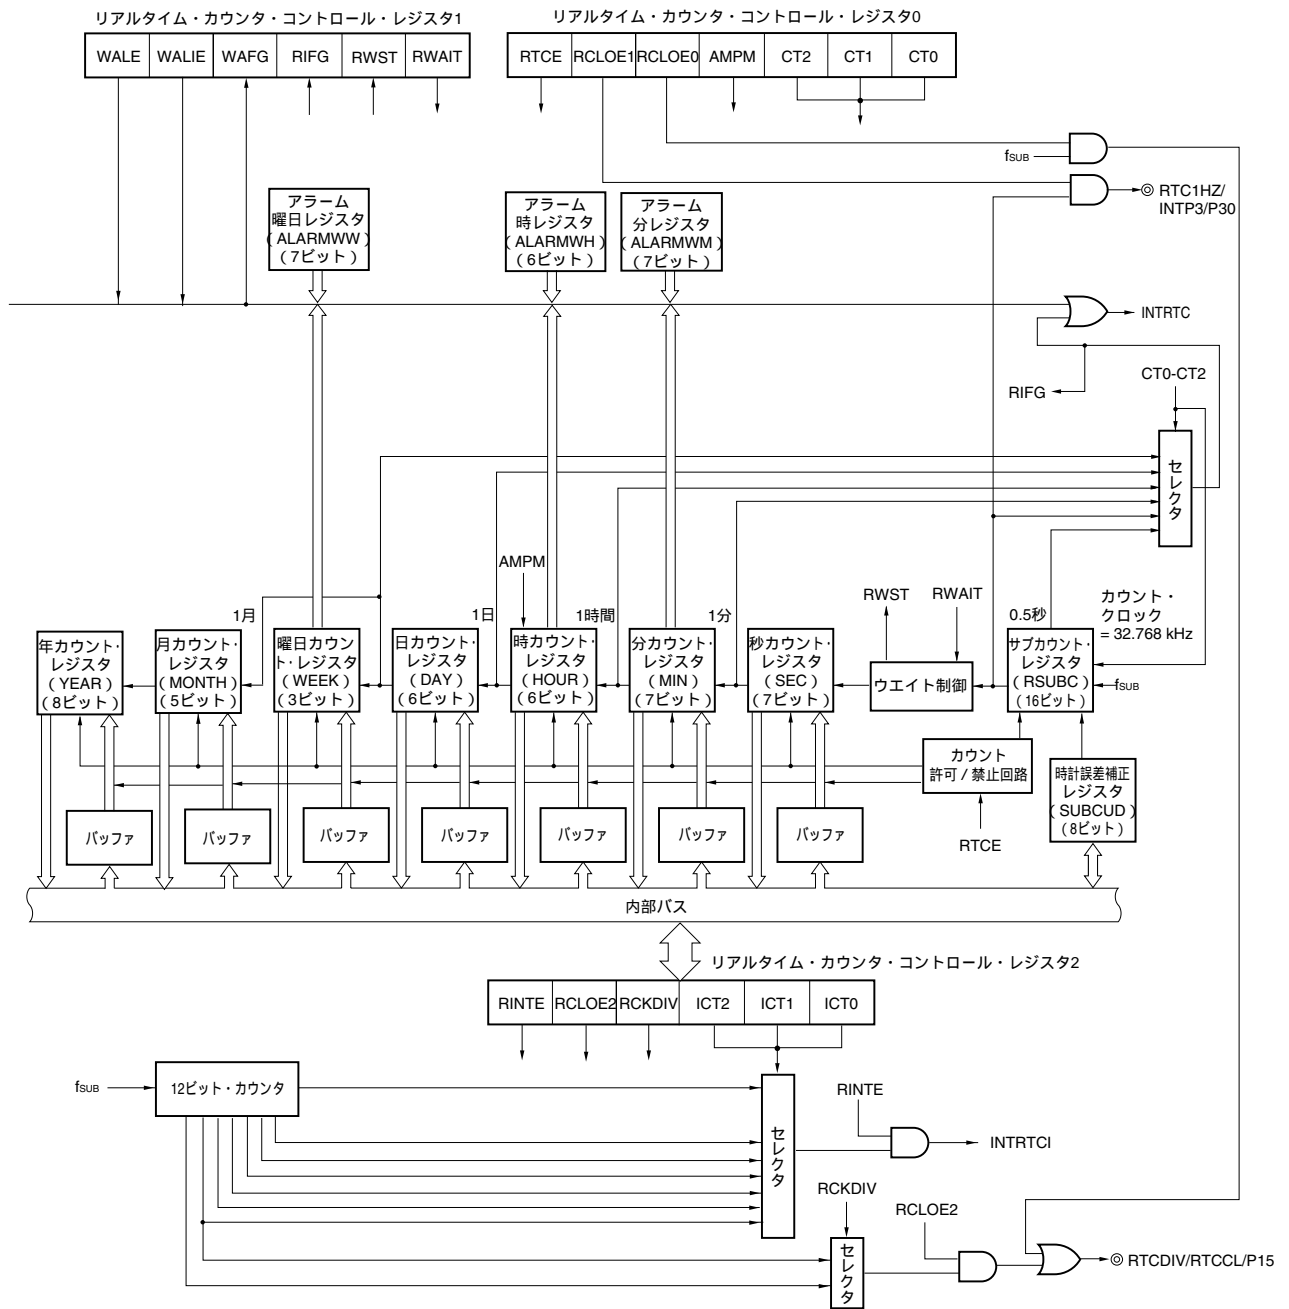 リアルタイム・カウンタ・コントロール・レジスタ1
リアルタイム・カウンタ・コントロール・レジスタ0
WALE WALIE WAFG RIFG RWST RWAIT
RTCE RCLOE1 RCLOE0 AMPM CT2 CT1 CT0
fSUB
RTC1HZ/
INTP3/P30
アラーム
曜日レジスタ
(ALARMWW)
(7ビット)
アラーム
時レジスタ
(ALARMWH)
(6ビット)
アラーム
分レジスタ
(ALARMWM)
(7ビット)
INTRTC
RIFG
CT0-CT2
セレクタ
AMPM
RWST
RWAIT
カウント・
クロック
= 32.768 kHz
1月
1日
1時間
1分
0.5秒
年カウント・
レジスタ
(YEAR)
(8ビット)
月カウント・
レジスタ
(MONTH)
(5ビット)
曜日カウン
ト・レジスタ
(WEEK)
(3ビット)
日カウント・
レジスタ
(DAY)
(6ビット)
時カウント・
レジスタ
(HOUR)
(6ビット)
分カウント・
レジスタ
(MIN)
(7ビット)
秒カウント・
レジスタ
(SEC)
(7ビット)
ウエイト制御
サブカウント・
レジスタ
(RSUBC)
(16ビット)
fSUB
カウント
許可/禁止回路
RTCE
時計誤差補正
レジスタ
(SUBCUD)
(8ビット)
バッファ
バッファ
バッファ
バッファ
バッファ
バッファ
バッファ
内部バス
リアルタイム・カウンタ・コントロール・レジスタ2
RINTE RCLOE2 RCKDIV ICT2 ICT1 ICT0
fSUB
12ビット・カウンタ
セレクタ
RINTE
INTRTCI
RCKDIV
セレクタ
RCLOE2
RTCDIV/RTCCL/P15